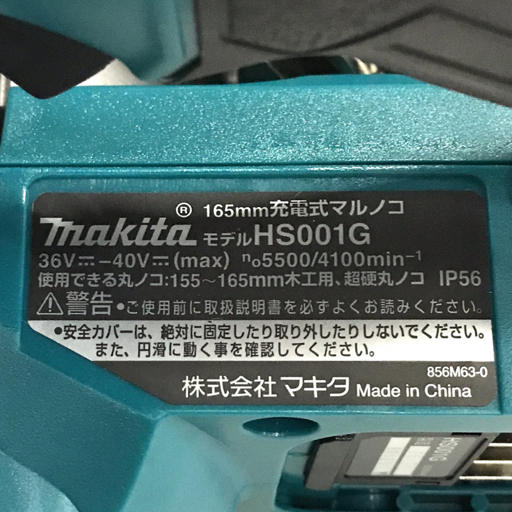 ® 165mm充電式マルノコ
makita モデルHS001G
36V⎓-40V⎓(max) n₀5500/4100min⁻¹
使用できる丸ノコ:155~165mm木工用、超硬丸ノコ IP56
⚠警告 •ご使用前に取扱説明書を必ずよくお読みください。
•安全カバーは、絶対に固定したり取り外したりしないでください。
また、円滑に動く事を確認してください。
856M63-0
株式会社マキタ Made in China
HS001G